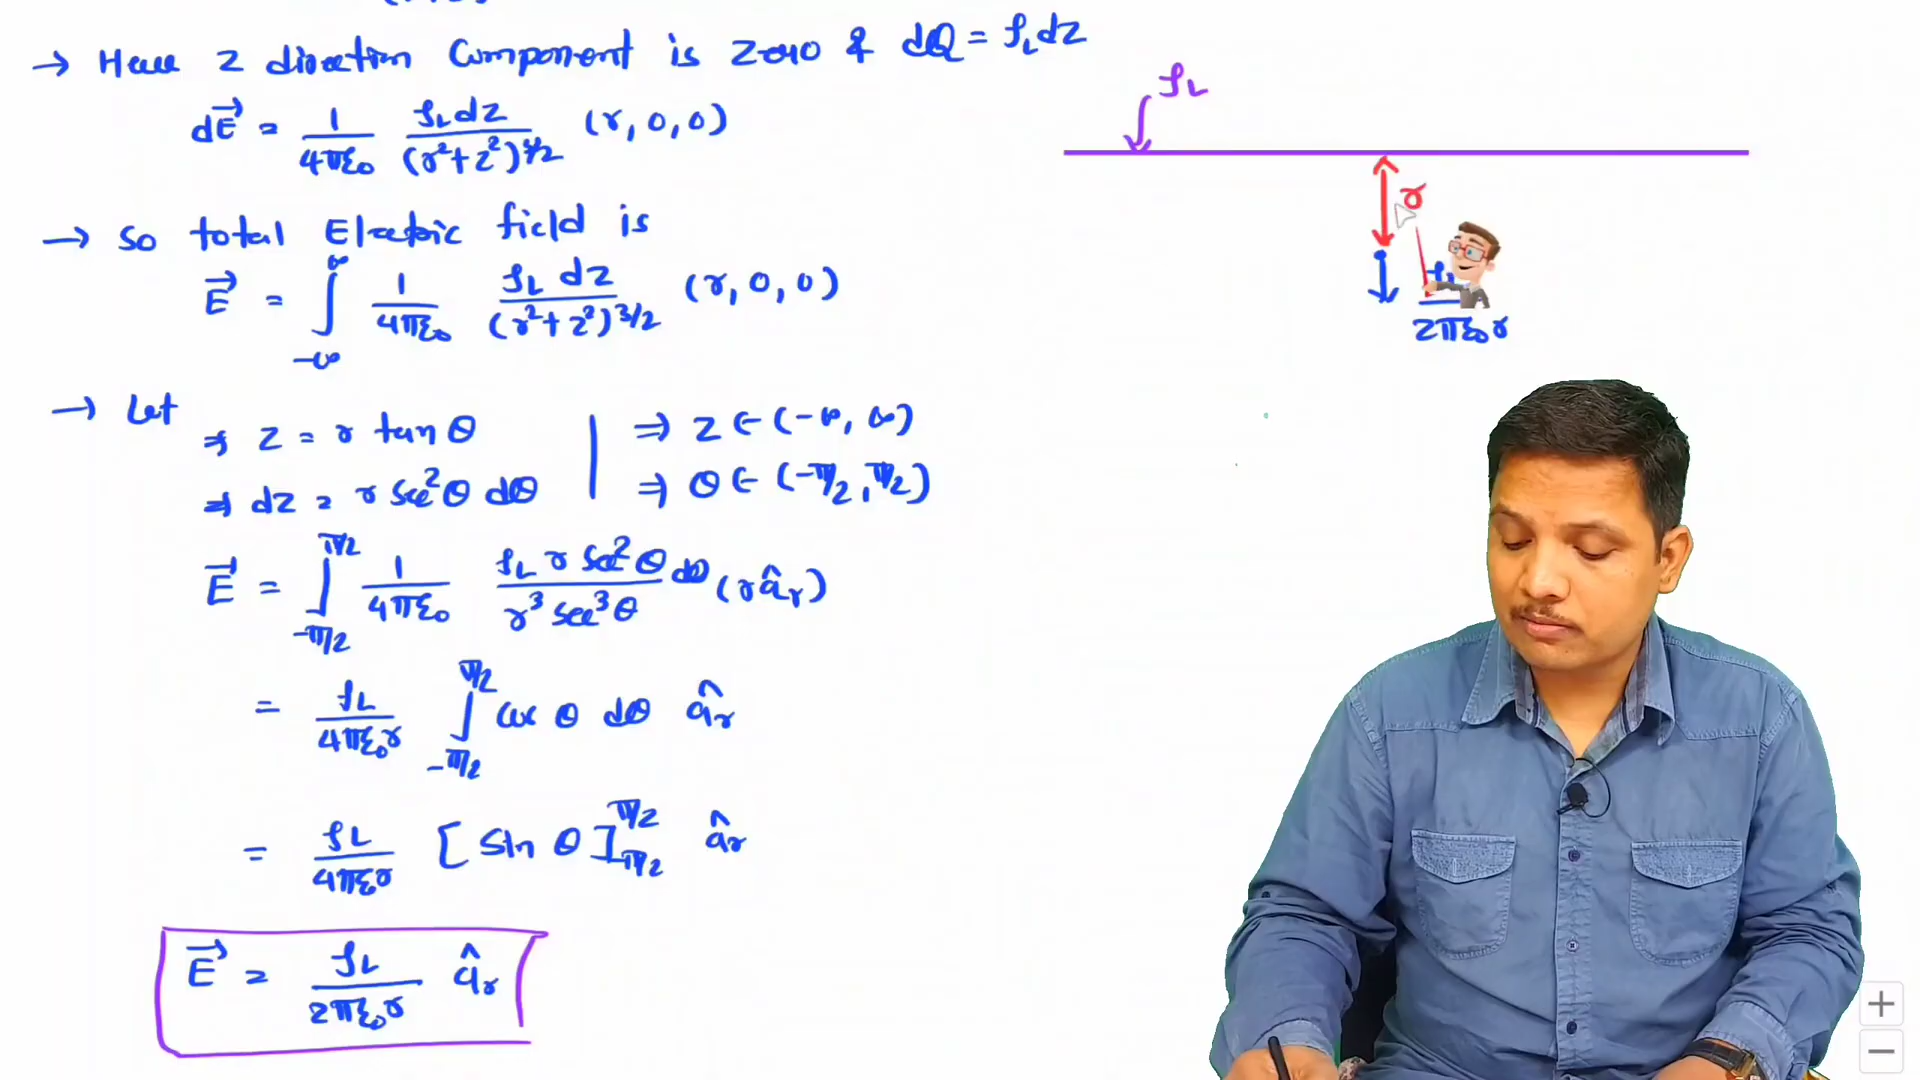 → Here z direction component is zero & dQ = ρL dz
dE⃗ = 1/4πε₀ ρL dz/(r²+z²)^3/2 (r, 0, 0)
→ So total Electric field is
E⃗ = ∫_{-∞}^{∞} 1/4πε₀ ρL dz/(r²+z²)^3/2 (r, 0, 0)
→ Let
⇒ z = r tan θ | ⇒ z ∈ (-∞, ∞)
⇒ dz = r sec²θ dθ | ⇒ θ ∈ (-π/2, π/2)
E⃗ = ∫_{-π/2}^{π/2} 1/4πε₀ ρL r sec²θ/r³ sec³θ dθ (r âr)
= ρL/4πε₀r ∫_{-π/2}^{π/2} cos θ dθ âr
= ρL/4πε₀r [sin θ]_{-π/2}^{π/2} âr
E⃗ = ρL/2πε₀r âr
ρL
r
2πε₀r
+
−